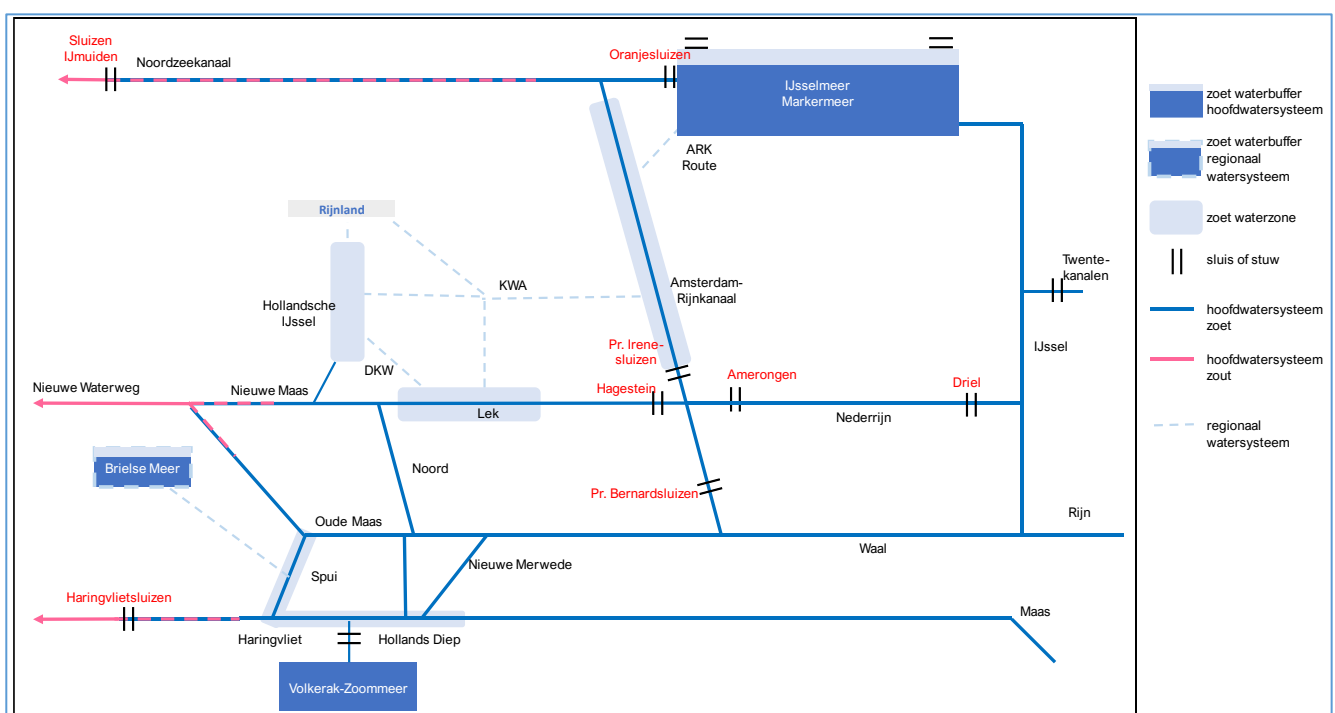 Sluizen
IJmuiden
Noordzeekanaal
Oranjesluizen
IJsselmeer
Markermeer
ARK
Route
Rijnland
KWA
Hollandsche
IJssel
Amsterdam-
Rijnkanaal
Twente-
kanalen
IJssel
Pr. Irene-
sluizen
DKW
Nieuwe Waterweg
Nieuwe Maas
Hagestein
Amerongen
Driel
Lek
Nederrijn
Brielse Meer
Noord
Pr. Bernardsluizen
Oude Maas
Rijn
Waal
Spui
Nieuwe Merwede
Haringvlietsluizen
Maas
Haringvliet
Hollands Diep
Volkerak-Zoommeer
zoet waterbuffer
hoofdwatersysteem
zoet waterbuffer
regionaal
watersysteem
zoet waterzone
sluis of stuw
hoofdwatersysteem
zoet
hoofdwatersysteem
zout
regionaal
watersysteem